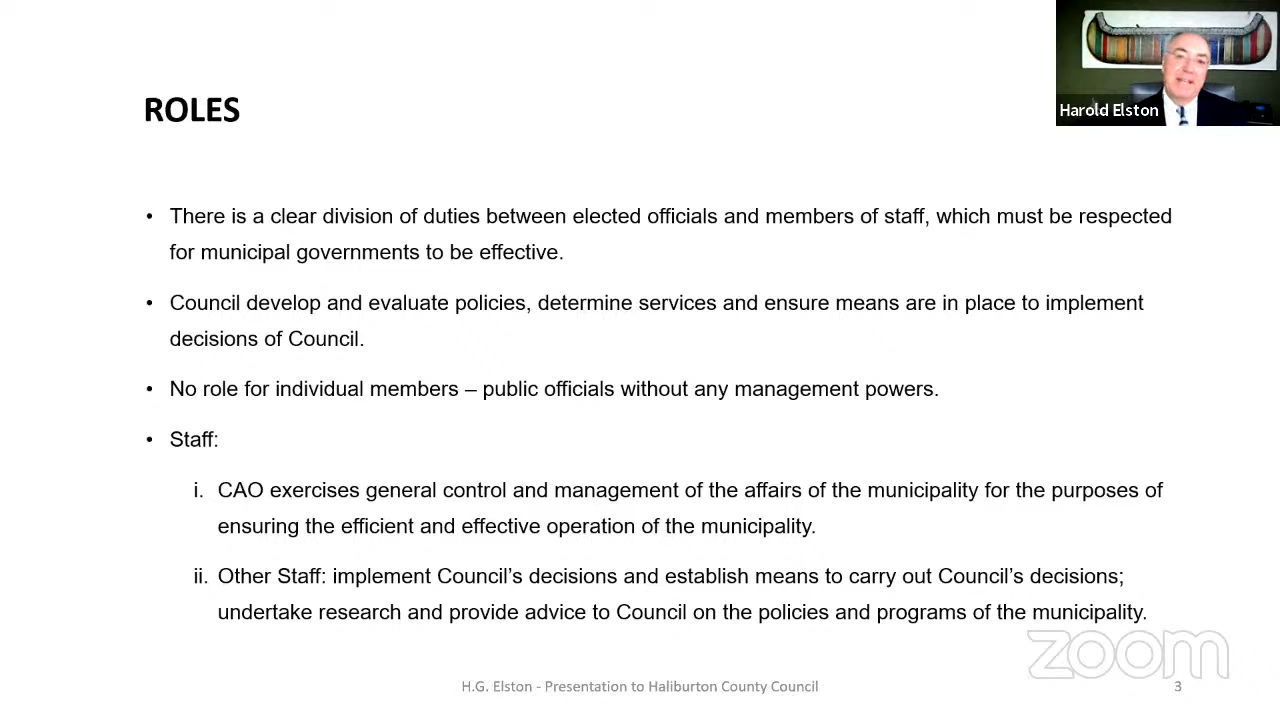 Harold Elston
ROLES
• There is a clear division of duties between elected officials and members of staff, which must be respected
for municipal governments to be effective.
• Council develop and evaluate policies, determine services and ensure means are in place to implement
decisions of Council.
• No role for individual members – public officials without any management powers.
• Staff:
i. CAO exercises general control and management of the affairs of the municipality for the purposes of
ensuring the efficient and effective operation of the municipality.
ii. Other Staff: implement Council’s decisions and establish means to carry out Council’s decisions;
undertake research and provide advice to Council on the policies and programs of the municipality.
zoom
H.G. Elston - Presentation to Haliburton County Council
3